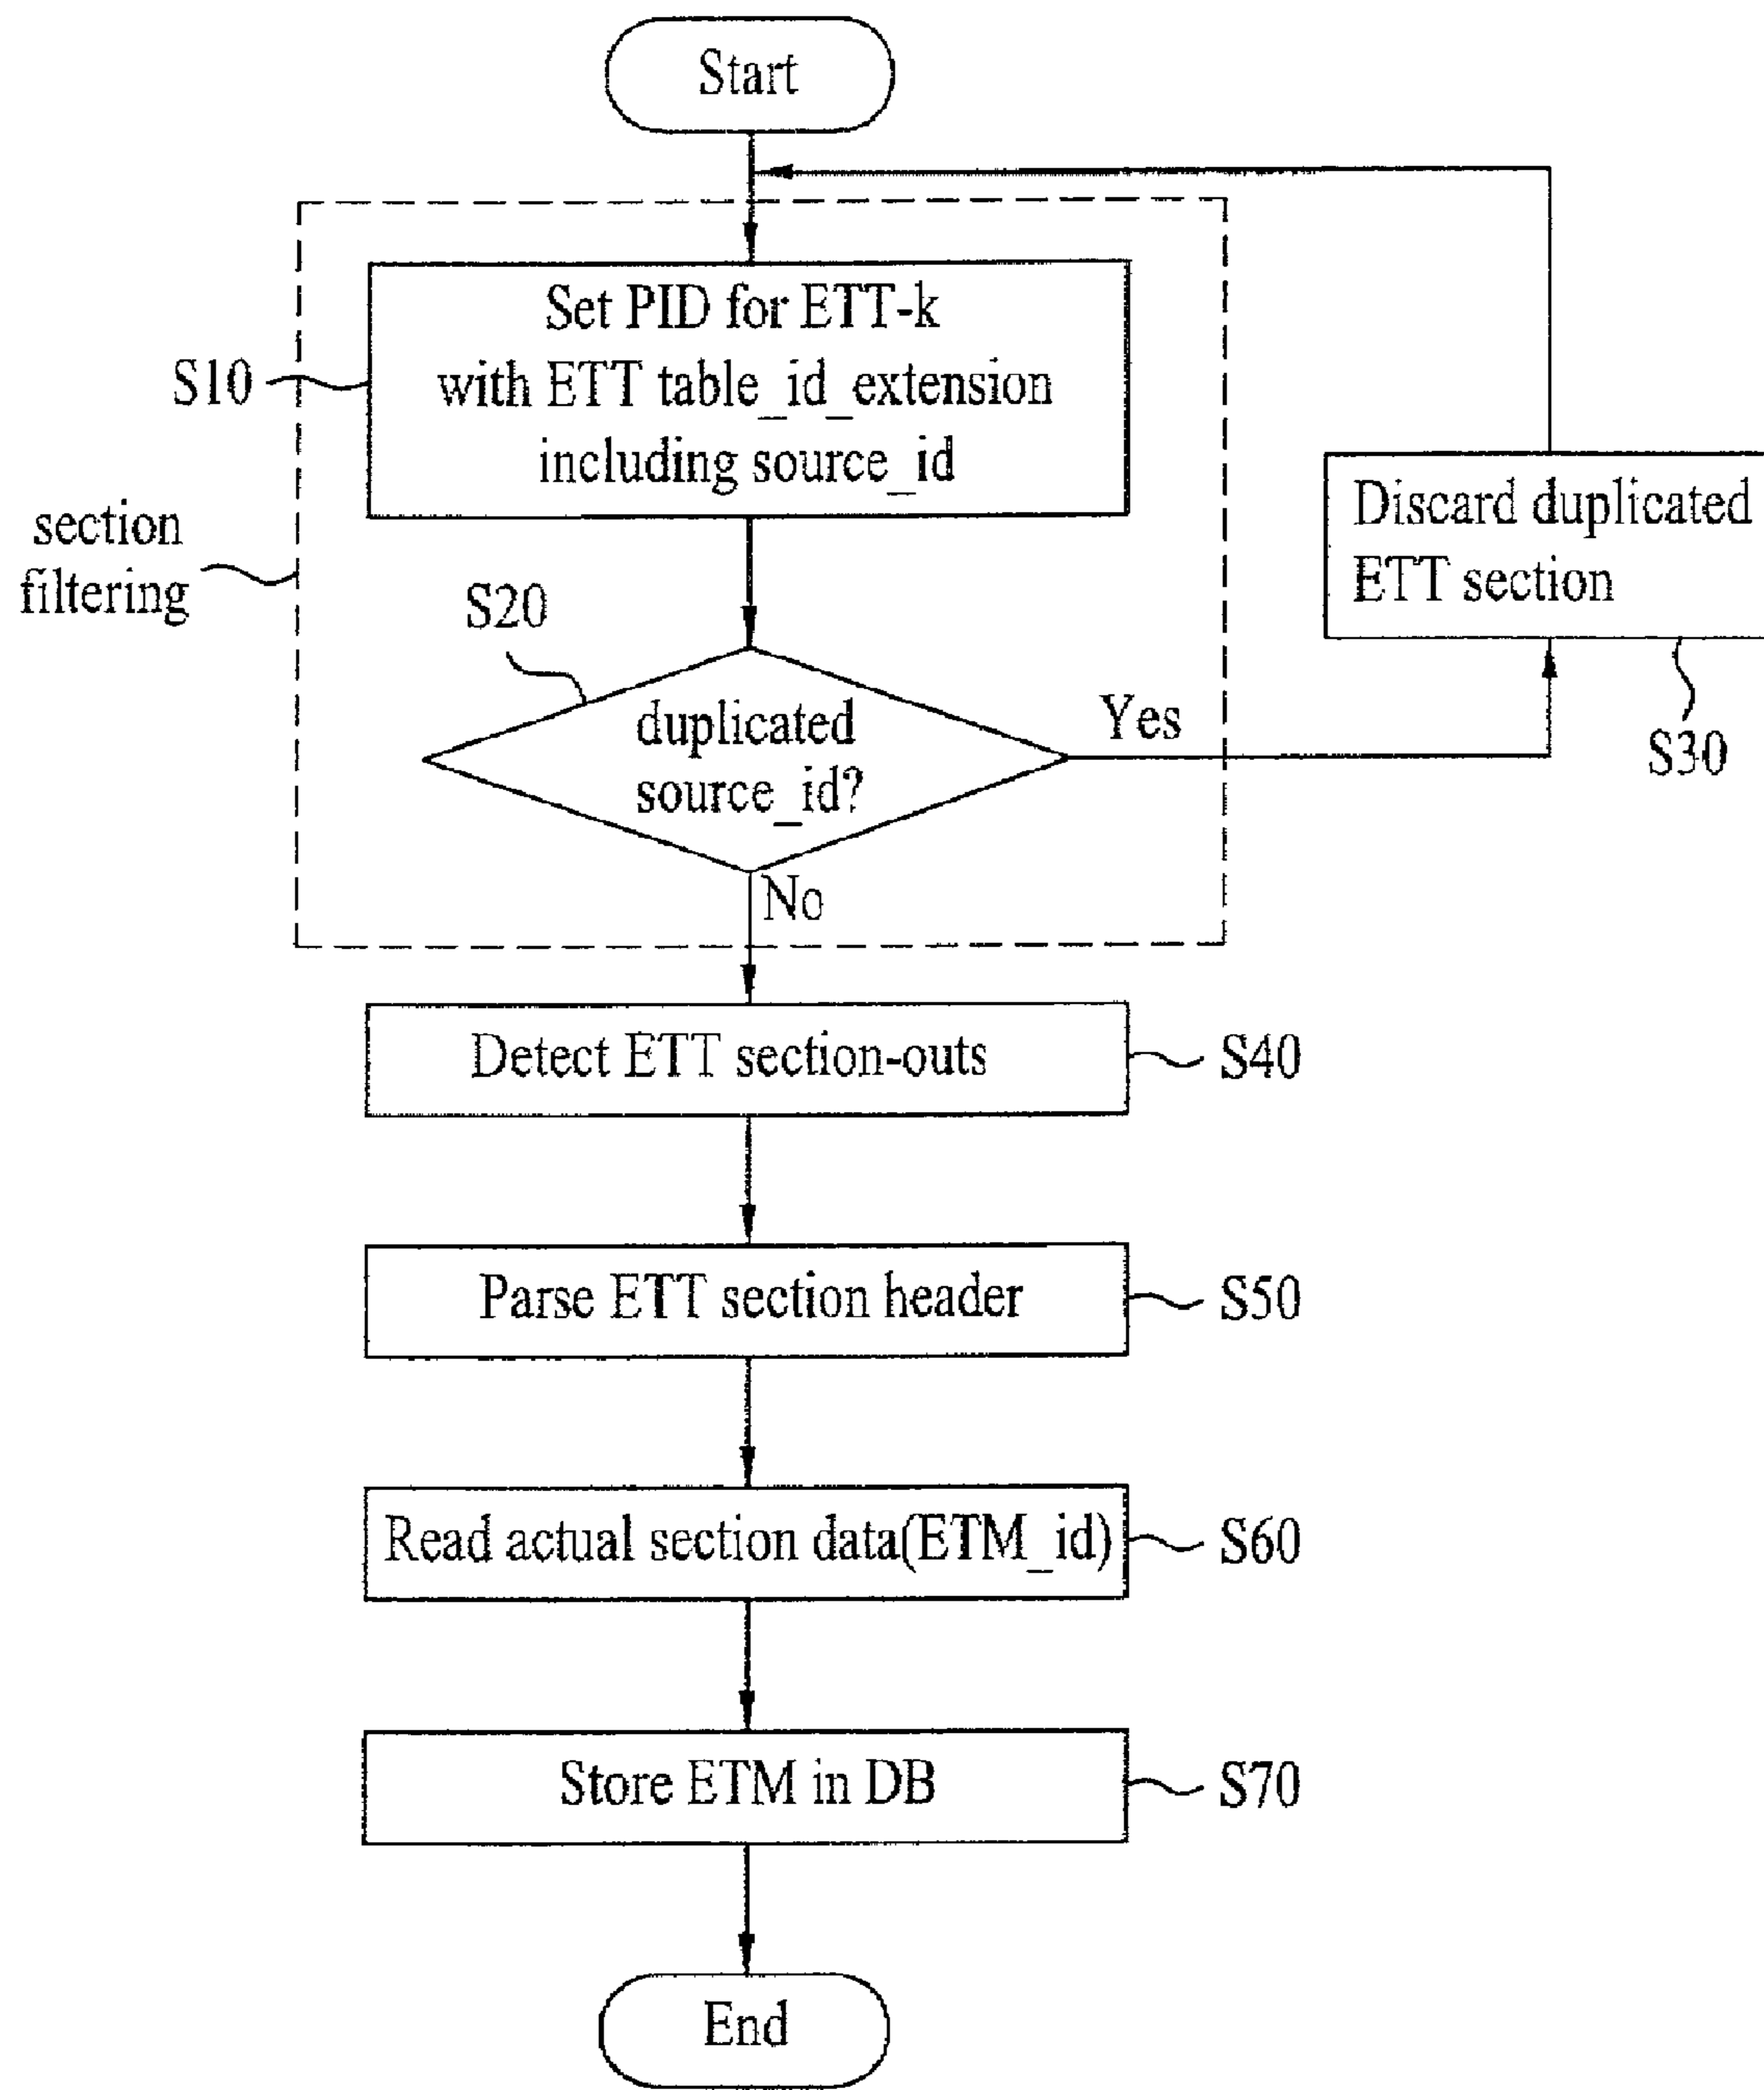 Start
Set PID for ETT-k
with ETT table_id_extension
including source_id
S10
section
filtering
Discard duplicated
ETT section
S30
S20
duplicated
source_id?
Yes
No
Detect ETT section-outs
S40
Parse ETT section header
S50
Read actual section data(ETM_id)
S60
Store ETM in DB
S70
End